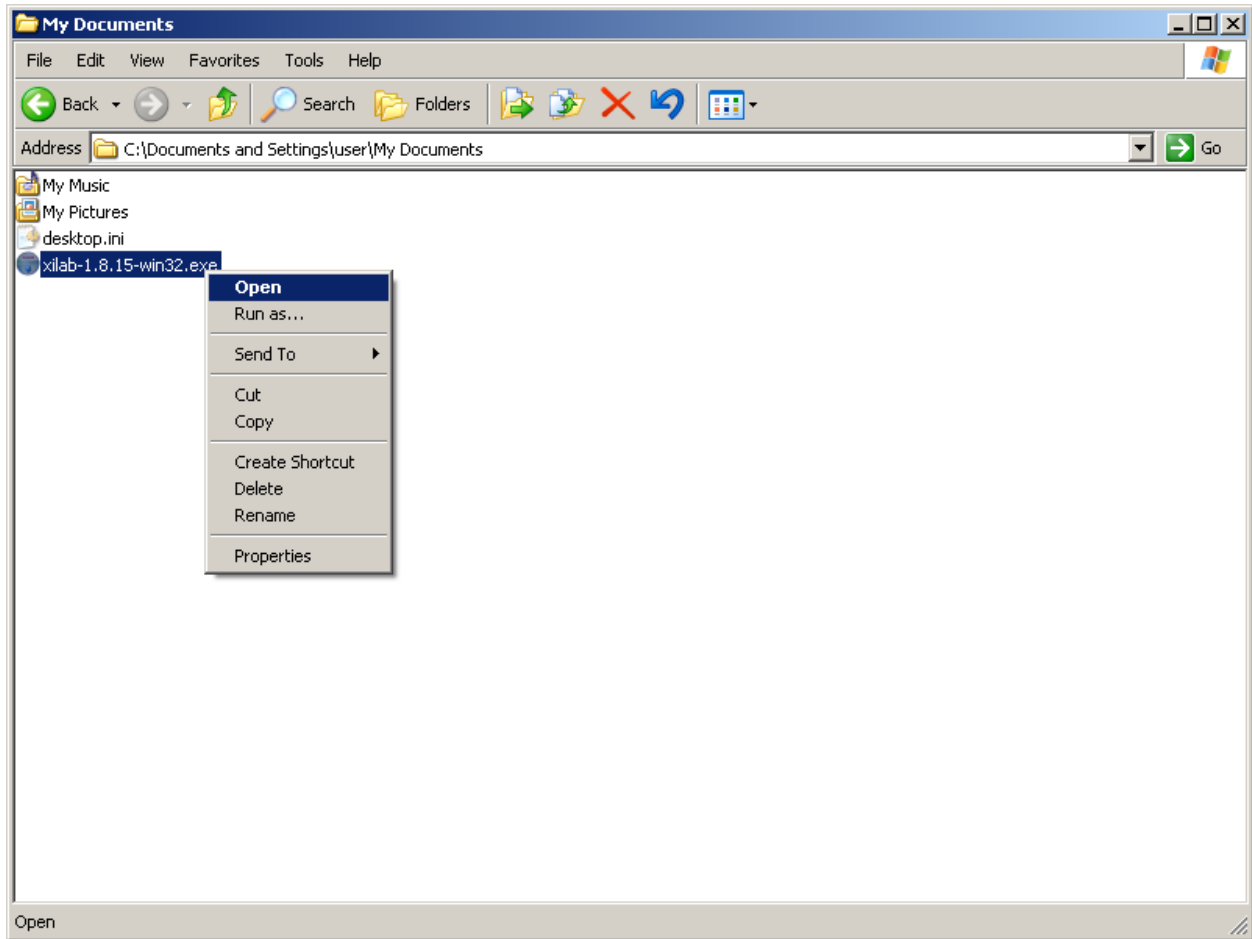 My Documents
File Edit View Favorites Tools Help
Back Search Folders
Address C:\Documents and Settings\user\My Documents Go
My Music
My Pictures
desktop.ini
xilab-1.8.15-win32.exe
Open
Run as...
Send To
Cut
Copy
Create Shortcut
Delete
Rename
Properties
Open